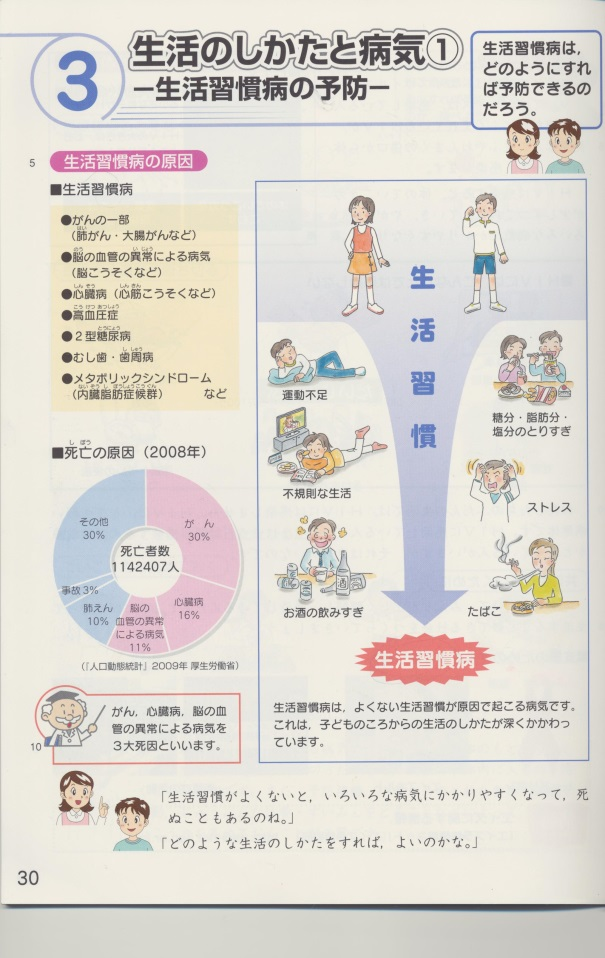 3
生活のしかたと病気①
−生活習慣病の予防−
生活習慣病は，
どのようにすれ
ば予防できるの
だろう。
5
生活習慣病の原因
■生活習慣病
●がんの一部
（肺がん・大腸がんなど）
●脳の血管の異常による病気
（脳こうそくなど）
●心臓病（心筋こうそくなど）
●高血圧症
●２型糖尿病
●むし歯・歯周病
●メタボリックシンドローム
（内臓脂肪症候群） など
■死亡の原因（2008年）
その他
30%
がん
30%
死亡者数
1142407人
事故3%
肺えん
10%
脳の
血管の異常
による病気
11%
心臓病
16%
（「人口動態統計」2009年 厚生労働省）
がん，心臓病，脳の血
管の異常による病気を
３大死因といいます。
10
生活習慣
運動不足
糖分・脂肪分・
塩分のとりすぎ
不規則な生活
ストレス
お酒の飲みすぎ
酒
たばこ
生活習慣病
生活習慣病は，よくない生活習慣が原因で起こる病気です。
これは，子どものころからの生活のしかたが深くかかわっ
ています。
「生活習慣がよくないと，いろいろな病気にかかりやすくなって，死
ぬこともあるのね。」
「どのような生活のしかたをすれば，よいのかな。」
30